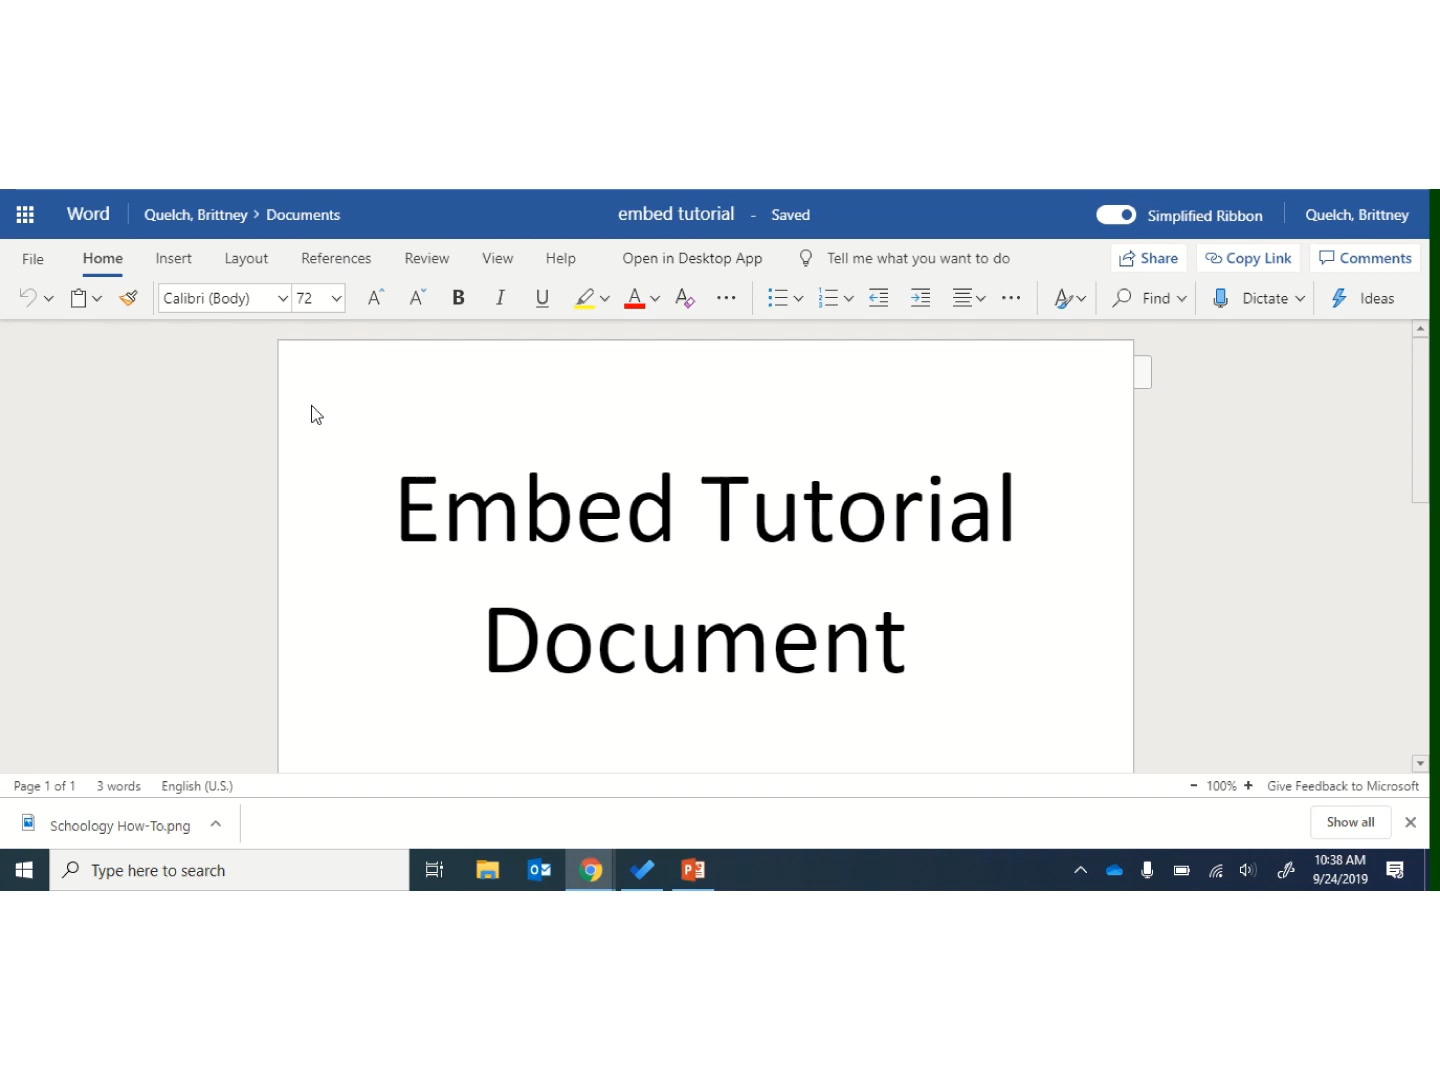 Word Quelch, Brittney > Documents embed tutorial - Saved Simplified Ribbon Quelch, Brittney
File Home Insert Layout References Review View Help Open in Desktop App Tell me what you want to do Share Copy Link Comments
Calibri (Body) 72 A A B I U A A Find Dictate Ideas
Embed Tutorial
Document
Page 1 of 1 3 words English (U.S.) - 100% + Give Feedback to Microsoft
Schoology How-To.png Show all
Type here to search 10:38 AM
9/24/2019